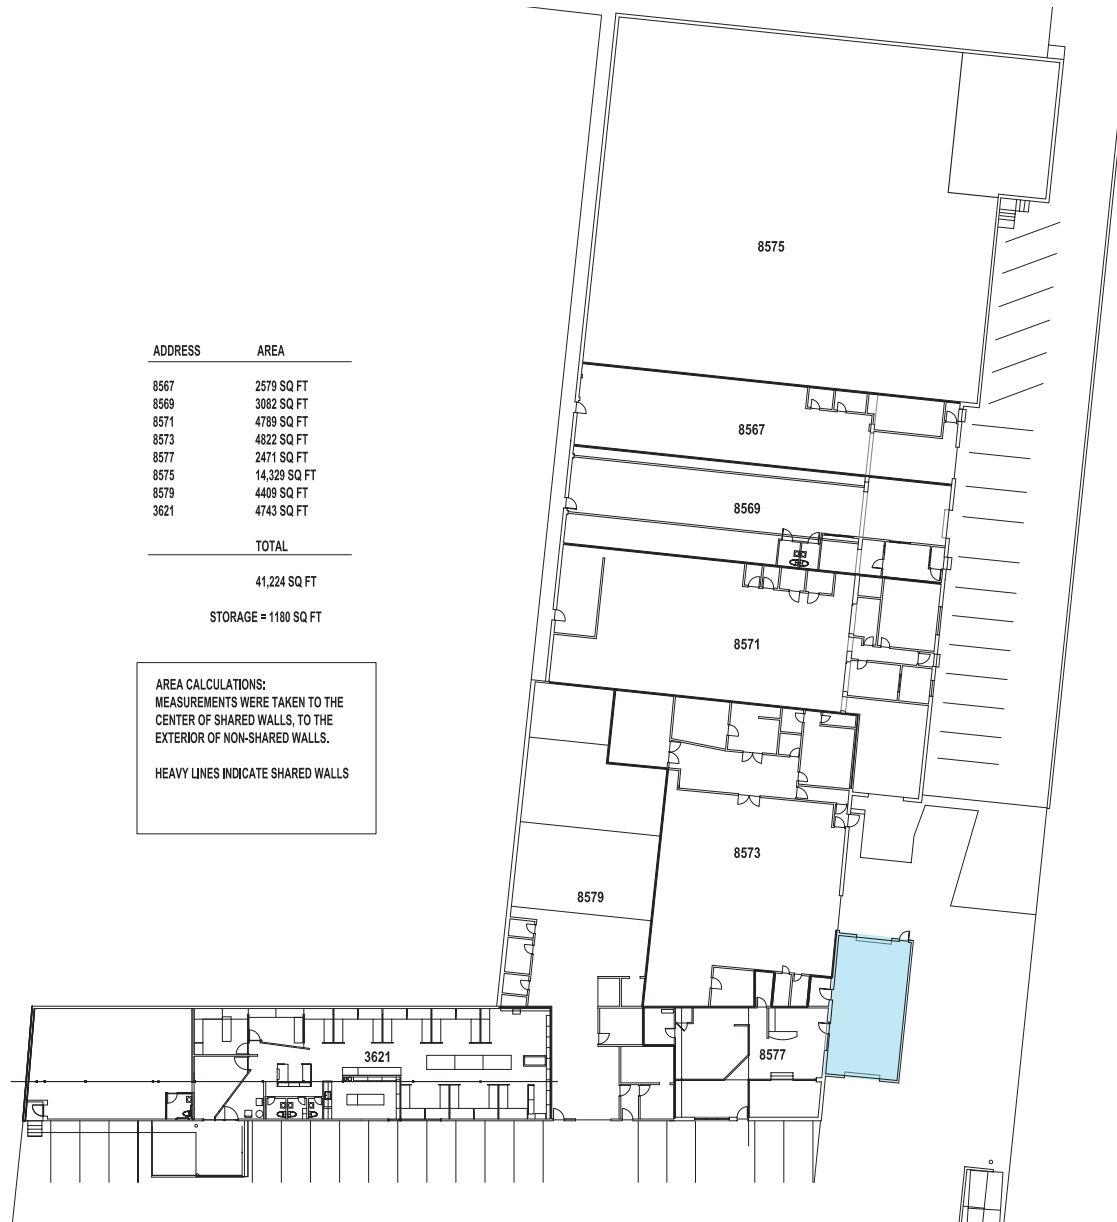 8575
ADDRESS AREA
8567 2579 SQ FT
8569 3082 SQ FT
8571 4789 SQ FT
8573 4822 SQ FT
8577 2471 SQ FT
8575 14,329 SQ FT
8579 4409 SQ FT
3621 4743 SQ FT
TOTAL
41,224 SQ FT
STORAGE = 1180 SQ FT
AREA CALCULATIONS:
MEASUREMENTS WERE TAKEN TO THE
CENTER OF SHARED WALLS, TO THE
EXTERIOR OF NON-SHARED WALLS.
HEAVY LINES INDICATE SHARED WALLS
8567
8569
8571
8573
8579
3621
8577